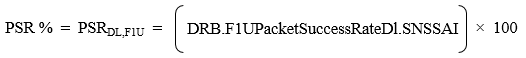 PSR % = PSR_DL,F1U = ( DRB.F1UPacketSuccessRateDl.SNSSAI ) × 100